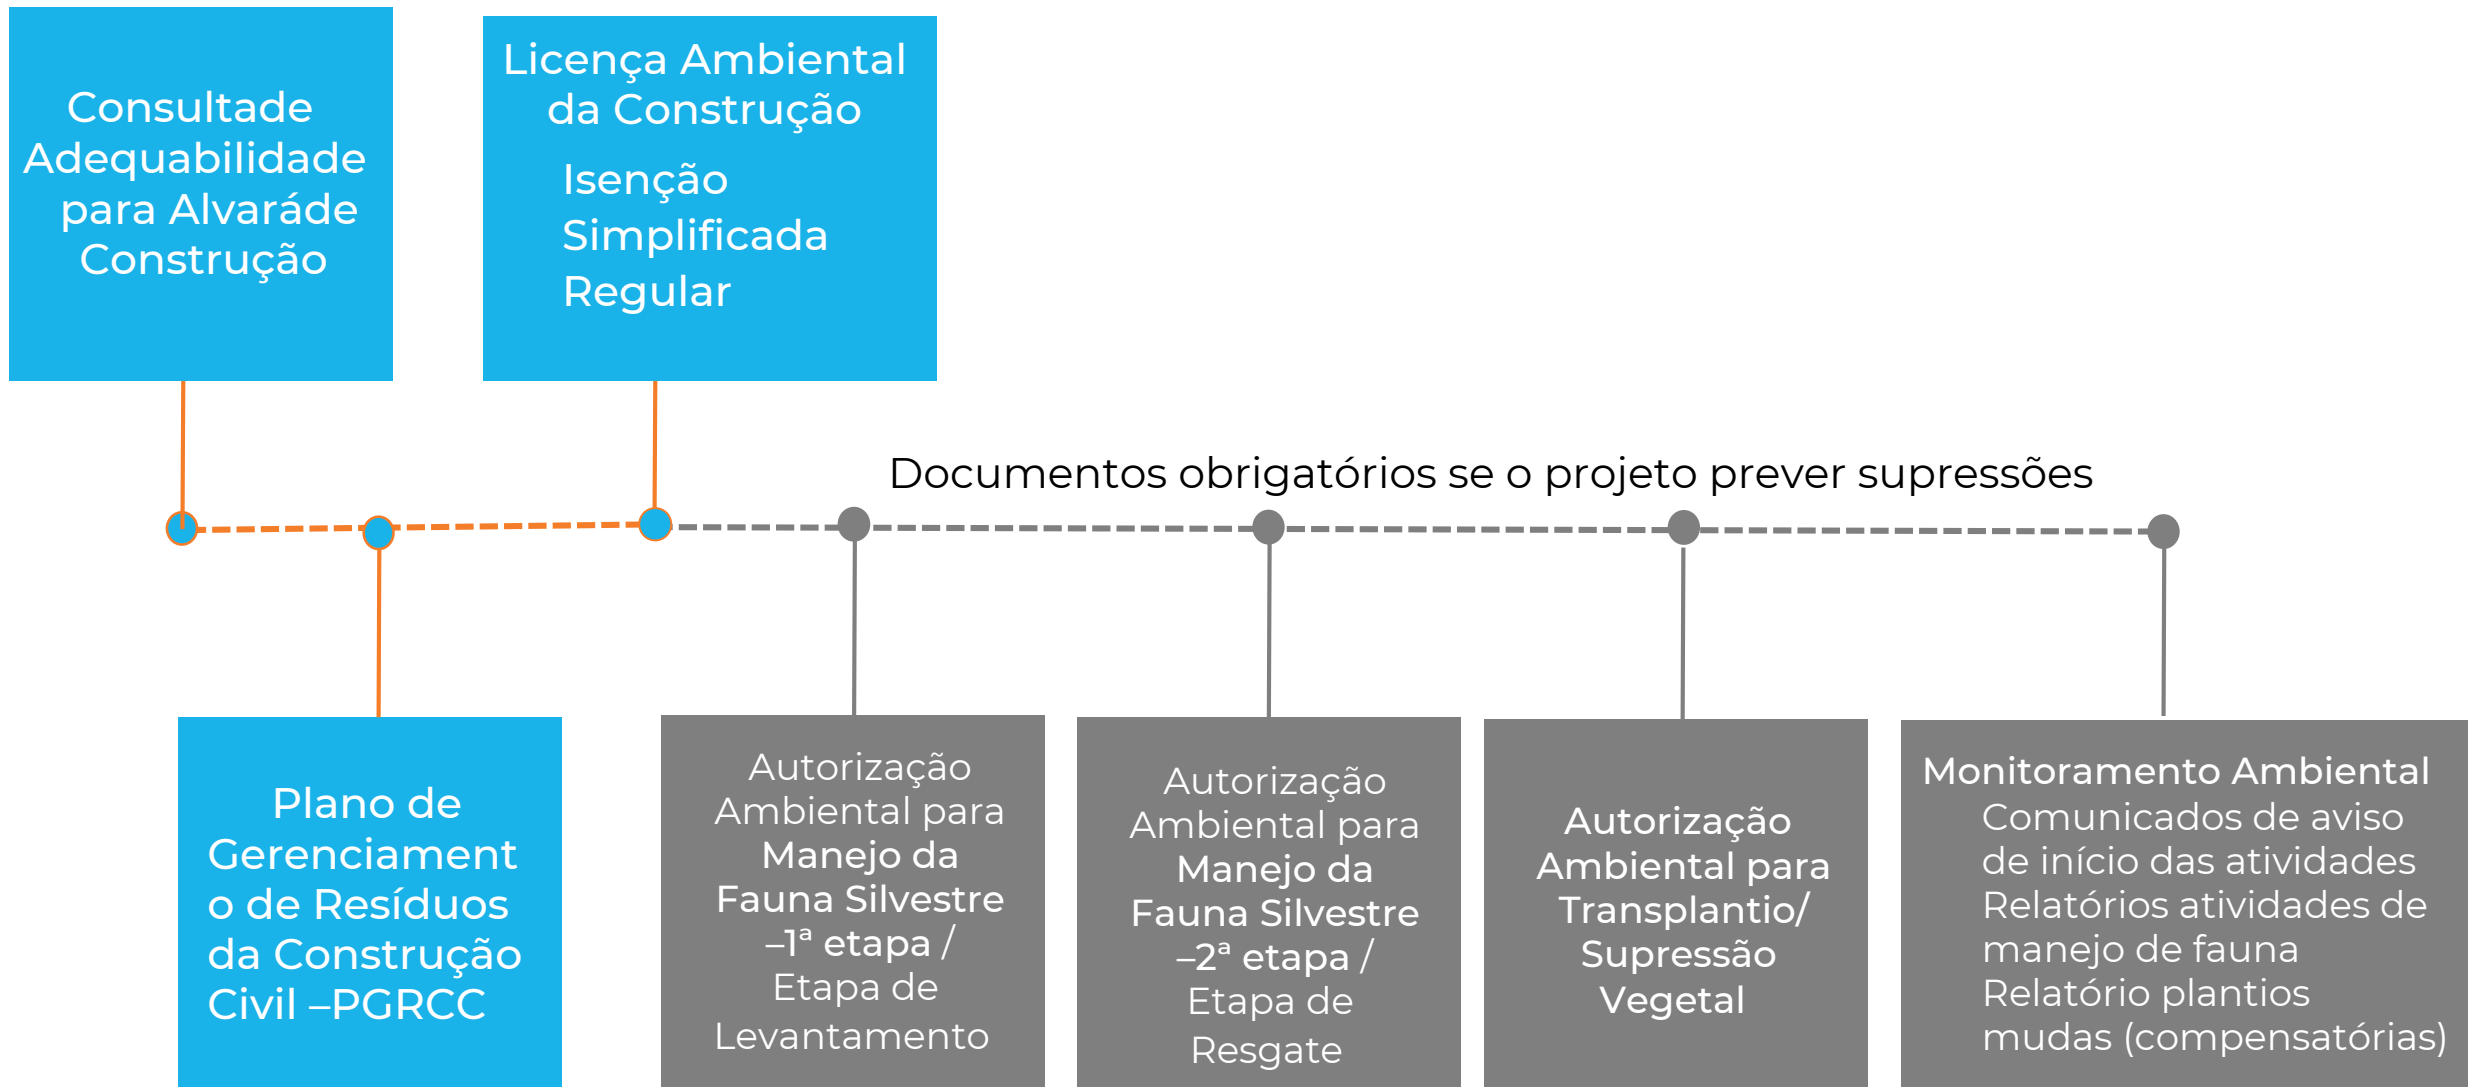 Consultade
Adequabilidade
para Alvaráde
Construção
Licença Ambiental
da Construção
Isenção
Simplificada
Regular
Documentos obrigatórios se o projeto prever supressões
Plano de
Gerenciament
o de Resíduos
da Construção
Civil –PGRCC
Autorização
Ambiental para
Manejo da
Fauna Silvestre
–1ª etapa /
Etapa de
Levantamento
Autorização
Ambiental para
Manejo da
Fauna Silvestre
–2ª etapa /
Etapa de
Resgate
Autorização
Ambiental para
Transplantio/
Supressão
Vegetal
Monitoramento Ambiental
Comunicados de aviso
de início das atividades
Relatórios atividades de
manejo de fauna
Relatório plantios
mudas (compensatórias)